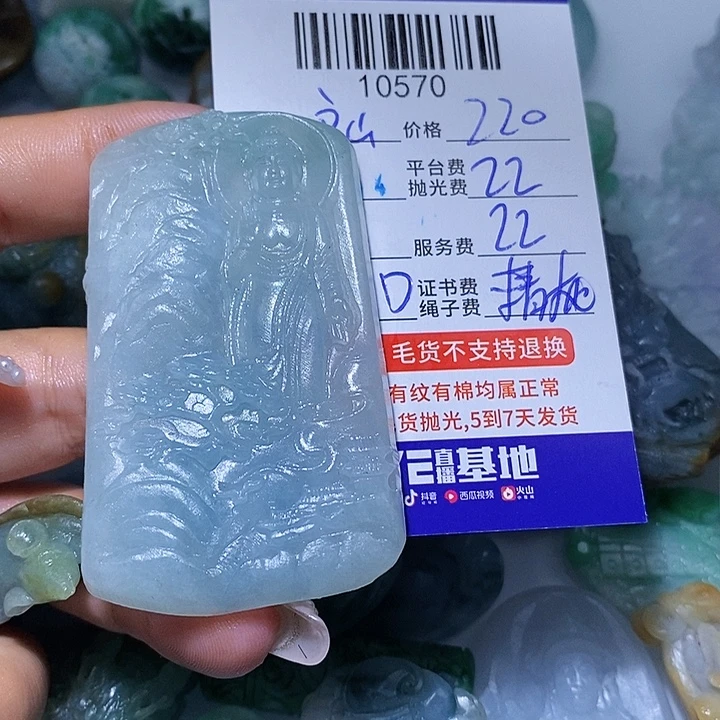 10570
价格 220
平台费
抛光费 22
服务费 22
证书费
绳子费
毛货不支持退换
有纹有棉均属正常
货抛光,5到7天发货
直播基地
抖音 西瓜视频 火山